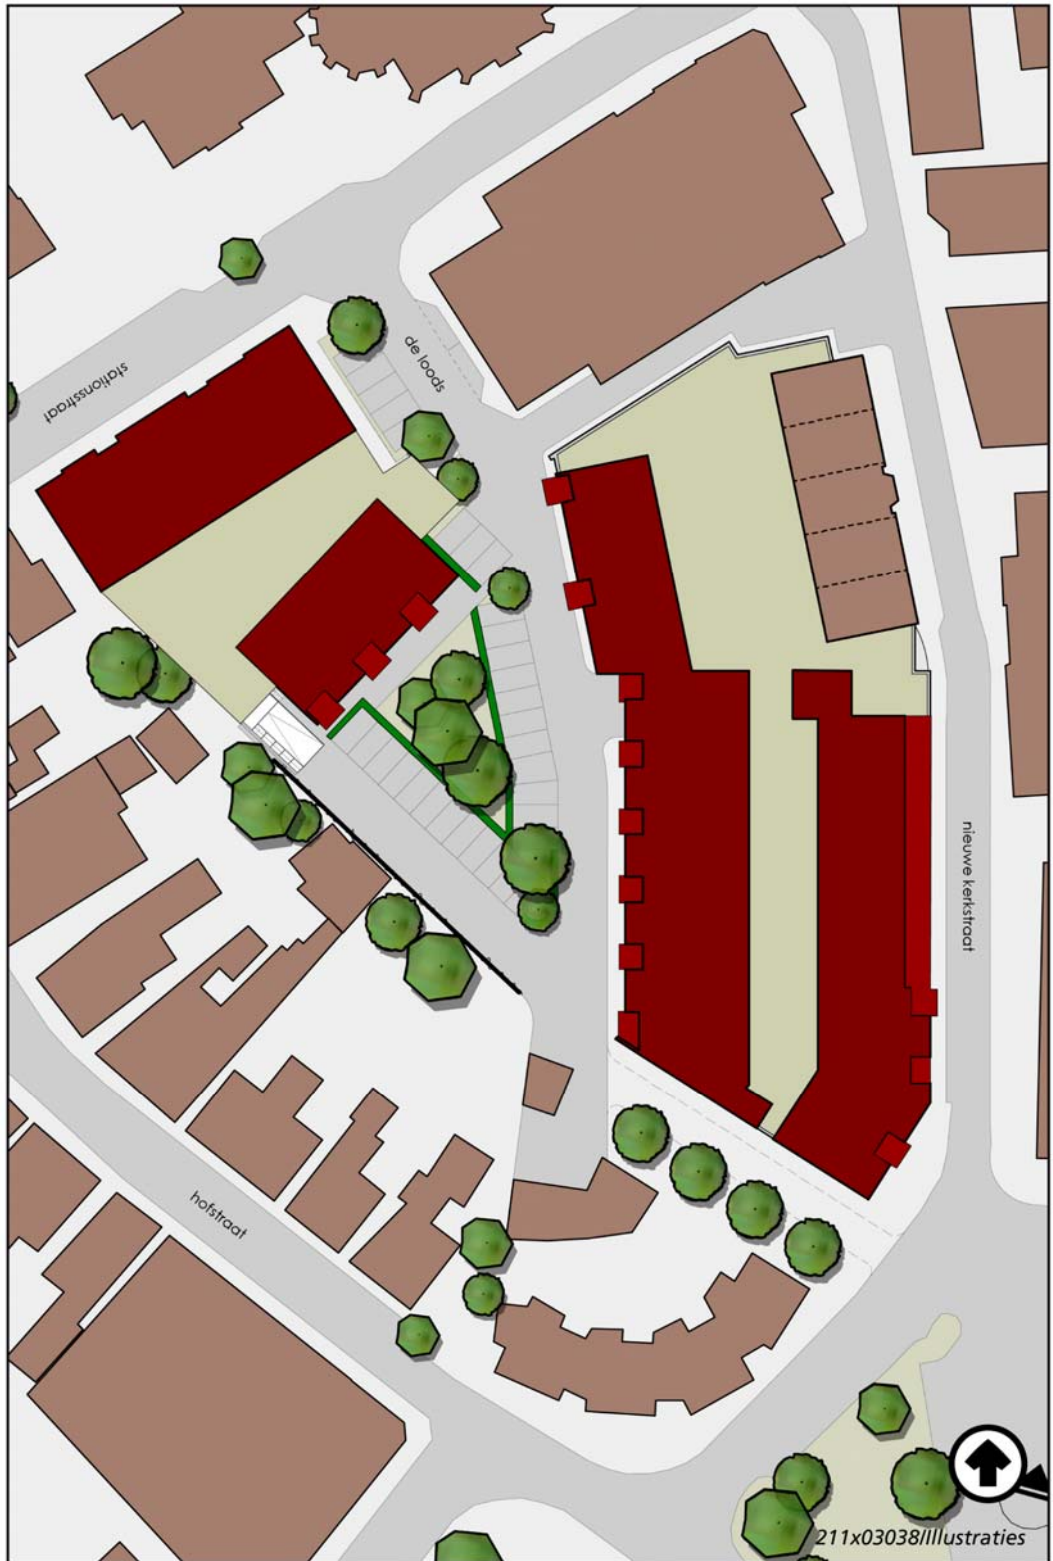 de loods
stationsstraat
nieuwe kerkstraat
hofstraat
211x03038/Illustraties